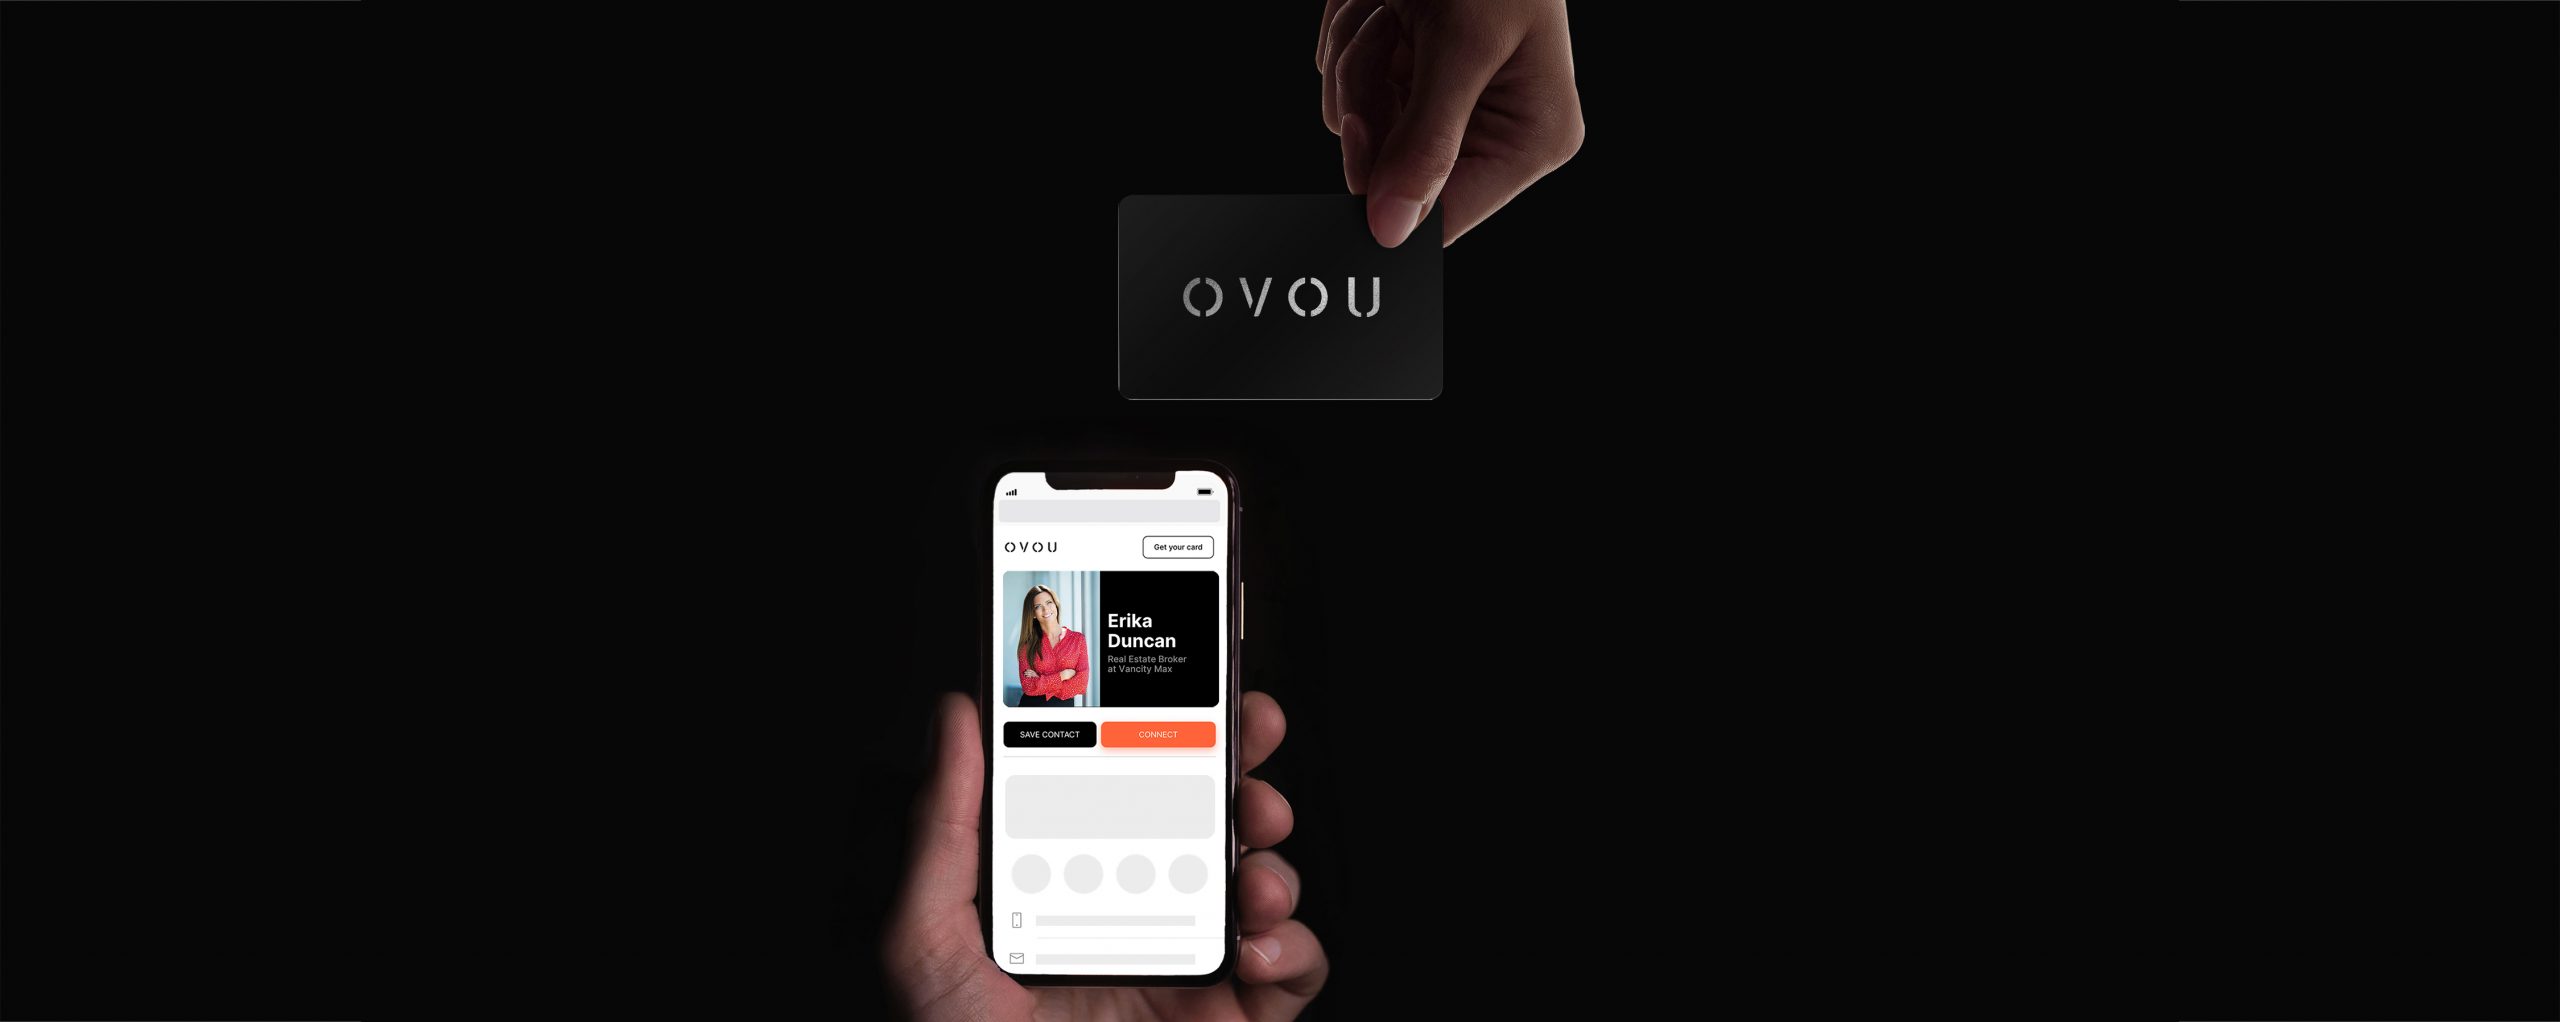 OVOU
OVOU
Get your card
Erika
Duncan
Real Estate Broker
at Vancity Max
SAVE CONTACT
CONNECT